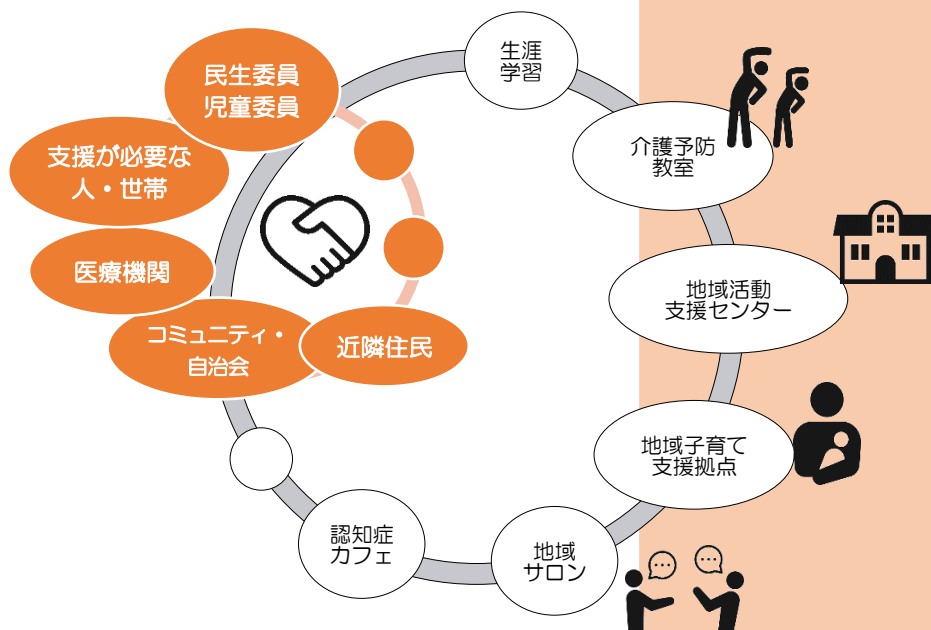 民生委員
児童委員
支援が必要な
人・世帯
医療機関
コミュニティ・
自治会
近隣住民
生涯
学習
介護予防
教室
地域活動
支援センター
地域子育て
支援拠点
地域
サロン
認知症
カフェ